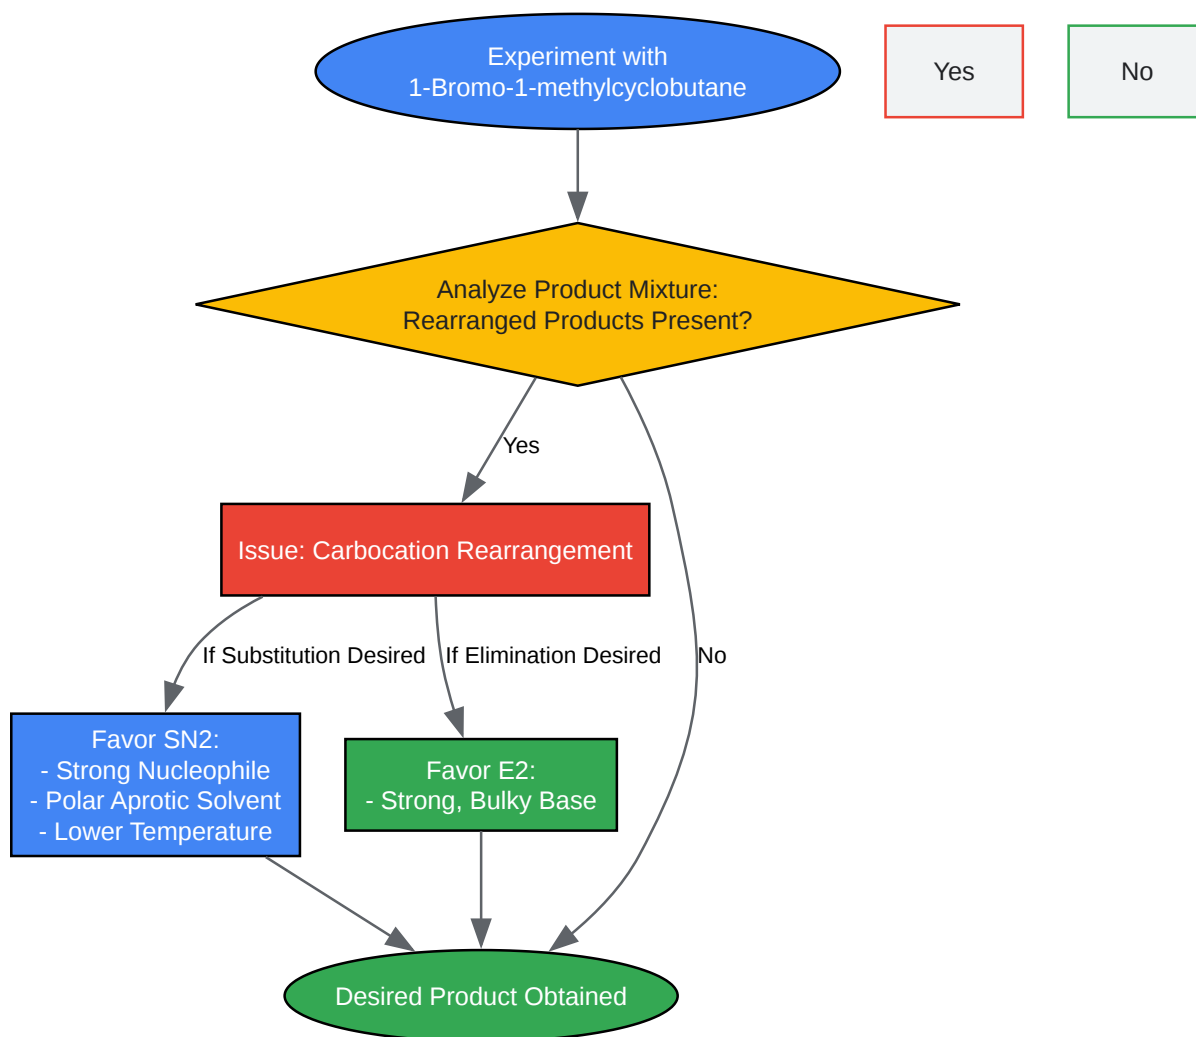 Experiment with
1-Bromo-1-methylcyclobutane
Yes
No
Analyze Product Mixture:
Rearranged Products Present?
Yes
Issue: Carbocation Rearrangement
If Substitution Desired
If Elimination Desired
No
Favor SN2:
- Strong Nucleophile
- Polar Aprotic Solvent
- Lower Temperature
Favor E2:
- Strong, Bulky Base
Desired Product Obtained